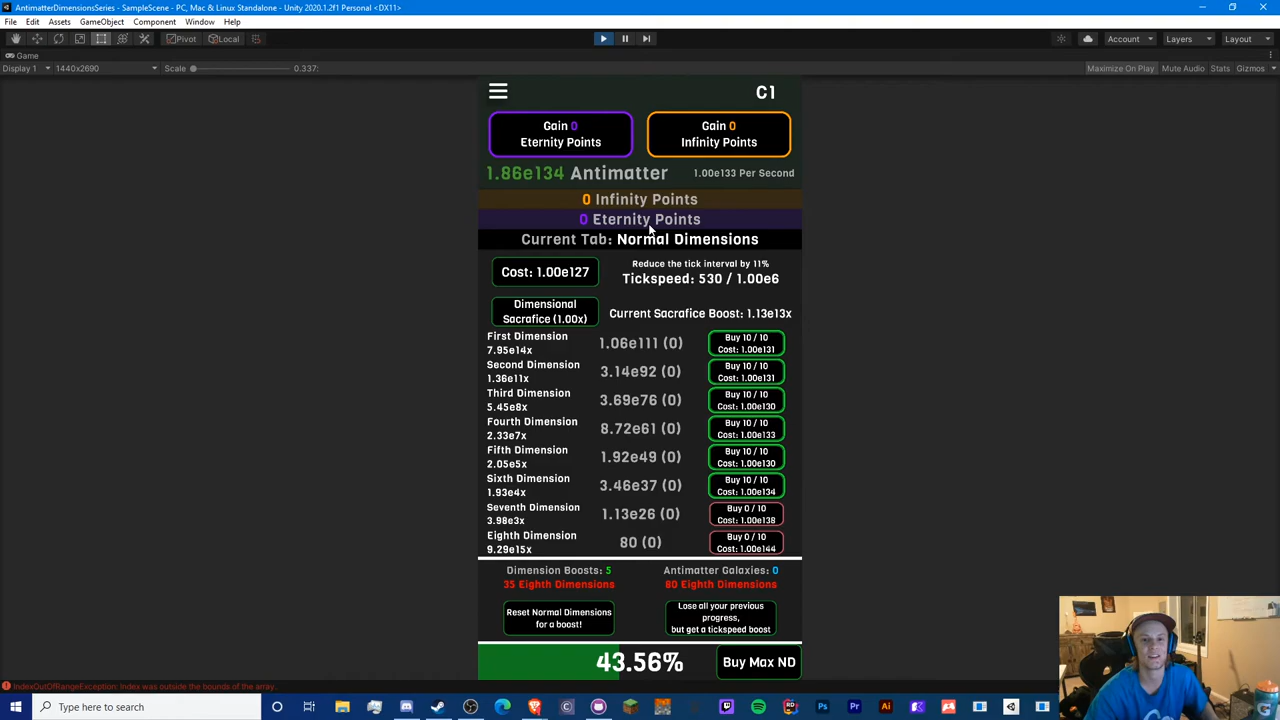 AntimatterDimensionsSeries - SampleScene - PC, Mac & Linux Standalone - Unity 2020.1.2f1 Personal <DX11>
File Edit Assets GameObject Component Window Help
Pivot Local Account Layers Layout
Game
Display 1 1440x2690 Scale 0.337: Maximize On Play Mute Audio Stats Gizmos
C1
Gain 0
Eternity Points
Gain 0
Infinity Points
1.86e134 Antimatter 1.00e133 Per Second
0 Infinity Points
0 Eternity Points
Current Tab: Normal Dimensions
Cost: 1.00e127
Reduce the tick interval by 11%
Tickspeed: 530 / 1.00e6
Dimensional
Sacrafice (1.00x)
Current Sacrafice Boost: 1.13e13x
First Dimension
7.95e14x
1.06e111 (0)
Buy 10 / 10
Cost: 1.00e131
Second Dimension
1.36e11x
3.14e92 (0)
Buy 10 / 10
Cost: 1.00e131
Third Dimension
5.45e8x
3.69e76 (0)
Buy 10 / 10
Cost: 1.00e130
Fourth Dimension
2.33e7x
8.72e61 (0)
Buy 10 / 10
Cost: 1.00e133
Fifth Dimension
2.05e5x
1.92e49 (0)
Buy 10 / 10
Cost: 1.00e130
Sixth Dimension
1.93e4x
3.46e37 (0)
Buy 10 / 10
Cost: 1.00e134
Seventh Dimension
3.98e3x
1.13e26 (0)
Buy 0 / 10
Cost: 1.00e138
Eighth Dimension
9.29e15x
80 (0)
Buy 0 / 10
Cost: 1.00e144
Dimension Boosts: 5
35 Eighth Dimensions
Reset Normal Dimensions
for a boost!
Antimatter Galaxies: 0
80 Eighth Dimensions
Lose all your previous
progress,
but get a tickspeed boost
43.56%
Buy Max ND
IndexOutOfRangeException: Index was outside the bounds of the array.
Type here to search